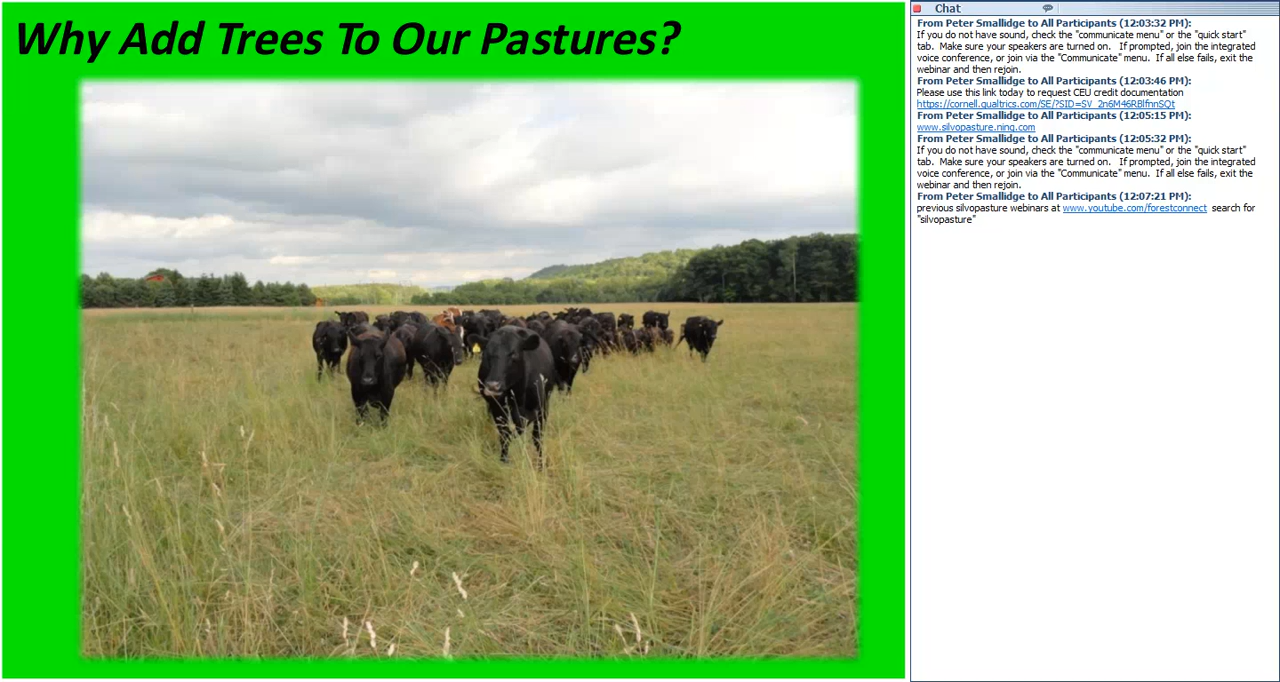 Why Add Trees To Our Pastures?
Chat
From Peter Smallidge to All Participants (12:03:32 PM):
If you do not have sound, check the "communicate menu" or the "quick start"
tab.  Make sure your speakers are turned on.   If prompted, join the integrated
voice conference, or join via the "Communicate" menu.  If all else fails, exit the
webinar and then rejoin.
From Peter Smallidge to All Participants (12:03:46 PM):
Please use this link today to request CEU credit documentation
https://cornell.qualtrics.com/SE/?SID=SV_2n6M46RBlfnnSQt
From Peter Smallidge to All Participants (12:05:15 PM):
www.silvopasture.ning.com
From Peter Smallidge to All Participants (12:05:32 PM):
If you do not have sound, check the "communicate menu" or the "quick start"
tab.  Make sure your speakers are turned on.   If prompted, join the integrated
voice conference, or join via the "Communicate" menu.  If all else fails, exit the
webinar and then rejoin.
From Peter Smallidge to All Participants (12:07:21 PM):
previous silvopasture webinars at www.youtube.com/forestconnect  search for
"silvopasture"